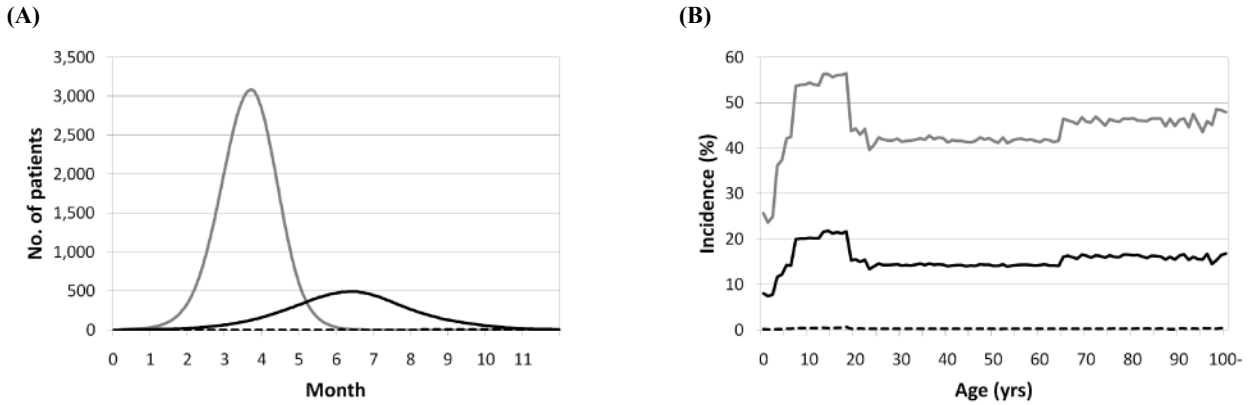 (A)
3,500
3,000
2,500
2,000
1,500
1,000
500
0
No. of patients
0 1 2 3 4 5 6 7 8 9 10 11
Month
(B)
60
50
40
30
20
10
0
Incidence (%)
0 10 20 30 40 50 60 70 80 90 100-
Age (yrs)